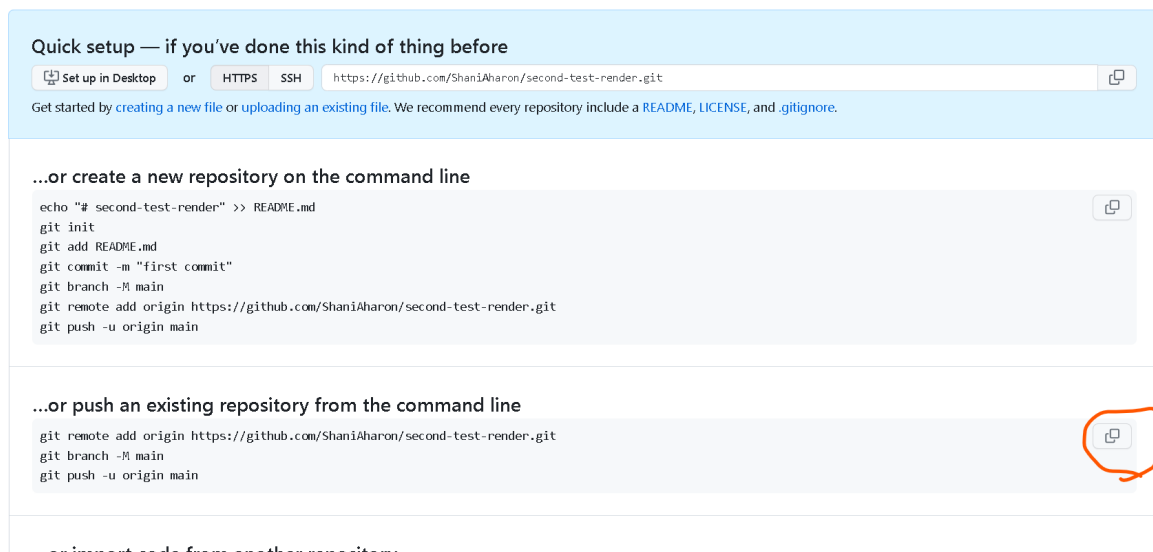 Quick setup — if you’ve done this kind of thing before
Set up in Desktop or HTTPS SSH https://github.com/ShaniAharon/second-test-render.git
Get started by creating a new file or uploading an existing file. We recommend every repository include a README, LICENSE, and .gitignore.
…or create a new repository on the command line
echo "# second-test-render" >> README.md
git init
git add README.md
git commit -m "first commit"
git branch -M main
git remote add origin https://github.com/ShaniAharon/second-test-render.git
git push -u origin main
…or push an existing repository from the command line
git remote add origin https://github.com/ShaniAharon/second-test-render.git
git branch -M main
git push -u origin main
…or import code from another repository